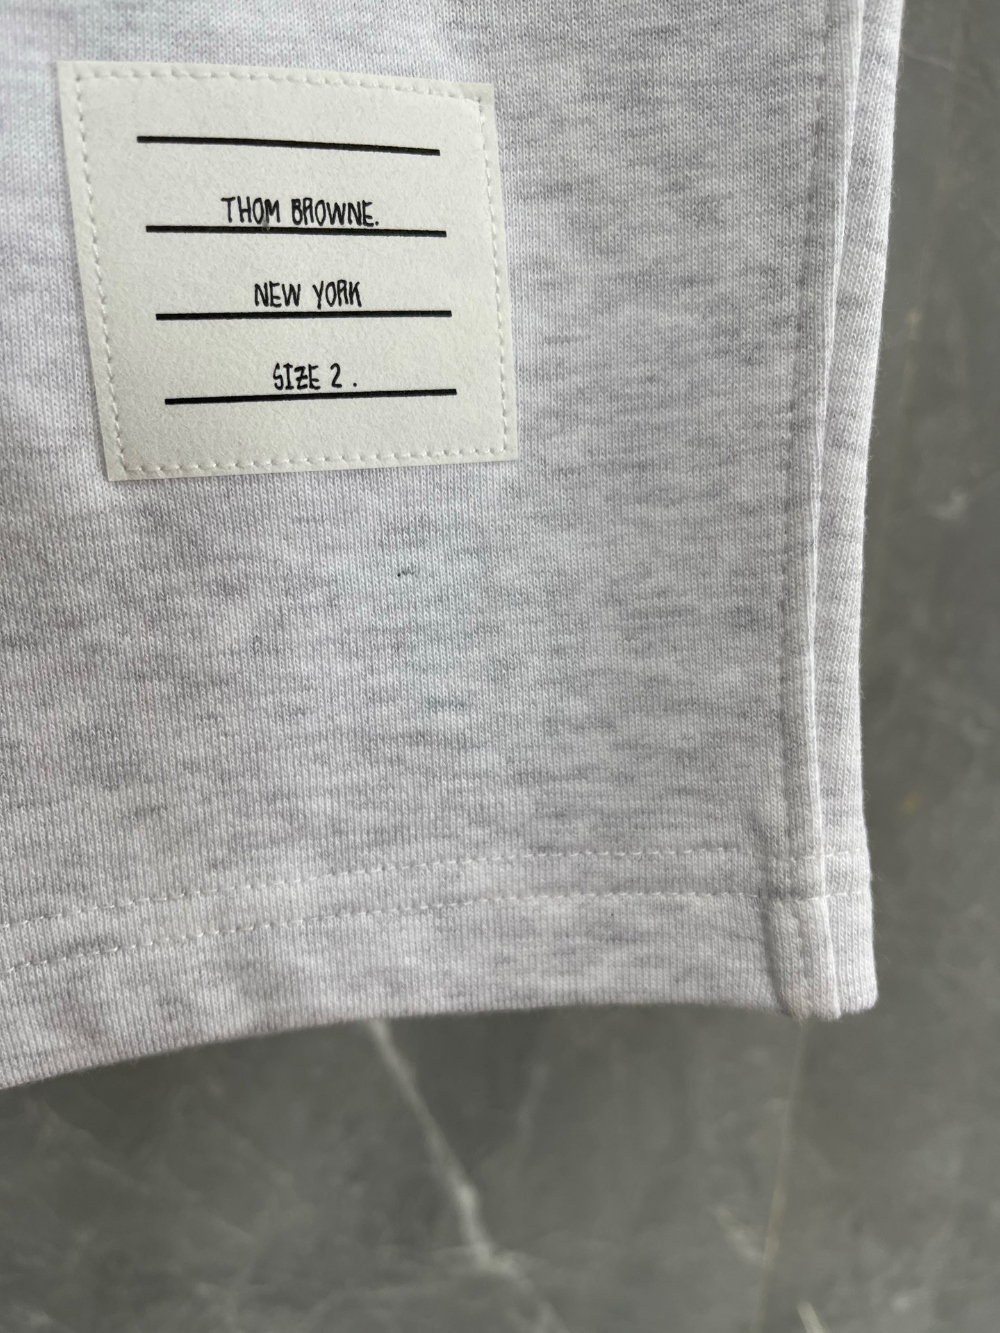 THOM BROWNE.
NEW YORK
SIZE 2 .